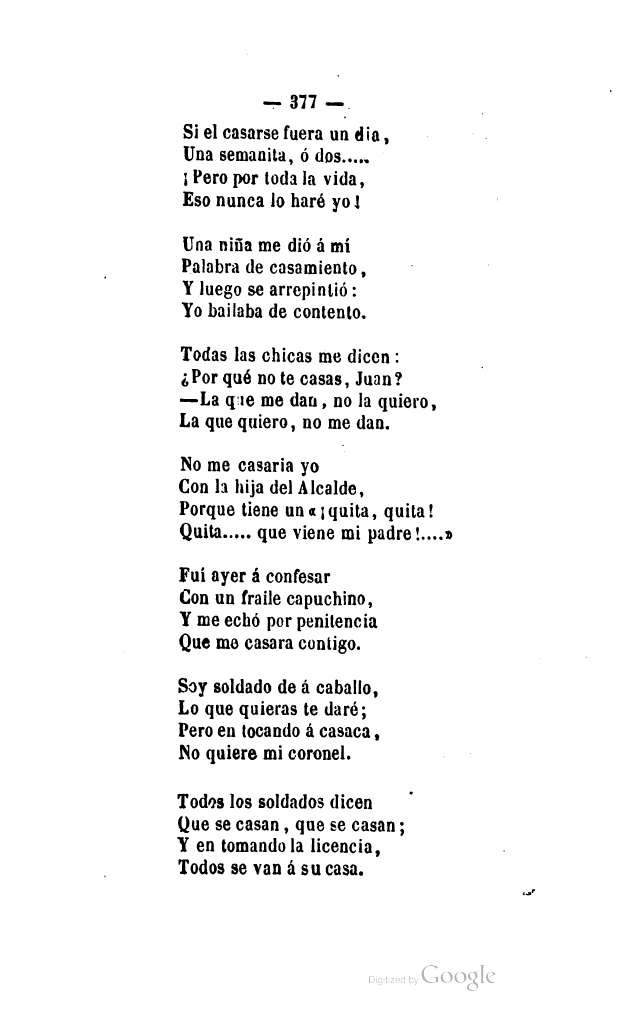 — 377 —
Si el casarse fuera un dia,
Una semanita, ó dos.....
¡Pero por toda la vida,
Eso nunca lo haré yo!
Una niña me dió á mí
Palabra de casamiento,
Y luego se arrepintió:
Yo bailaba de contento.
Todas las chicas me dicen:
¿Por qué no te casas, Juan?
—La que me dan, no la quiero,
La que quiero, no me dan.
No me casaria yo
Con la hija del Alcalde,
Porque tiene un «¡quita, quita!
Quita..... que viene mi padre!....»
Fuí ayer á confesar
Con un fraile capuchino,
Y me echó por penitencia
Que me casara contigo.
Soy soldado de á caballo,
Lo que quieras te daré;
Pero en tocando á casaca,
No quiere mi coronel.
Todos los soldados dicen
Que se casan, que se casan;
Y en tomando la licencia,
Todos se van á su casa.
Digitized by Google